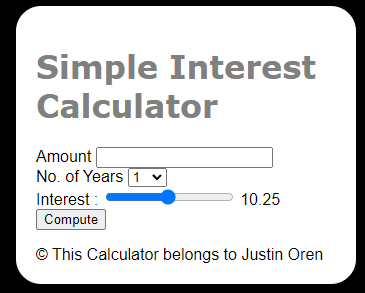 Simple Interest
Calculator
Amount
No. of Years 1
Interest : 10.25
Compute
© This Calculator belongs to Justin Oren